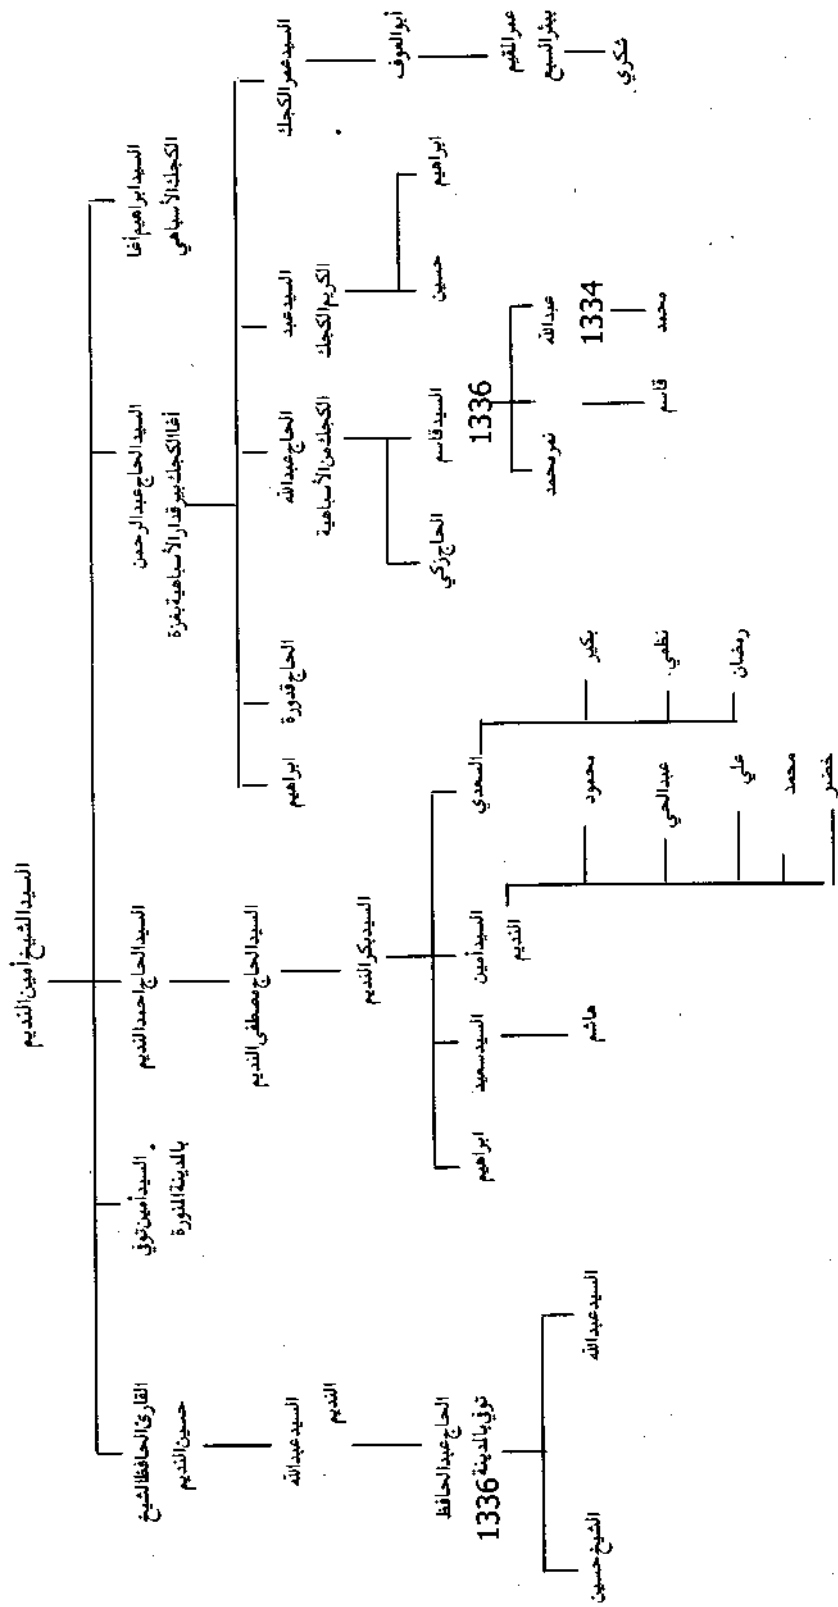 السيد الشيخ أمين النديم
السيد ابراهيم أغا
الكجك الأسباهي
السيد الحاج عبد الرحمن
أغا الكجك بيرقدار الأسباهية بغزة
السيد الحاج احمد النديم
السيد أمين توفي
بالمدينة المنورة
القارئ الحافظ الشيخ
حسين النديم
السيد عمر الكجك
السيد عبد
الكريم الكجك
الحاج عبد الله
الكجك من الأسباهية
الحاج قدورة
ابراهيم
السيد الحاج مصطفى النديم
السيد عبد الله
النديم
أبو العوف
ابراهيم
حسين
السيد قاسم
1336
الحاج زكي
السيد بكر النديم
الحاج عبد الحافظ
توفي بالمدينة 1336
عمر المقيم
ببئر السبع
عبد الله
1334
نمر محمد
السعدي
السيد أمين
النديم
السيد سعيد
ابراهيم
شكري
محمد
قاسم
بكير
نظمي
رمضان
محمود
عبد الحي
علي
محمد
خضر
هاشم
السيد عبد الله
الشيخ حسين